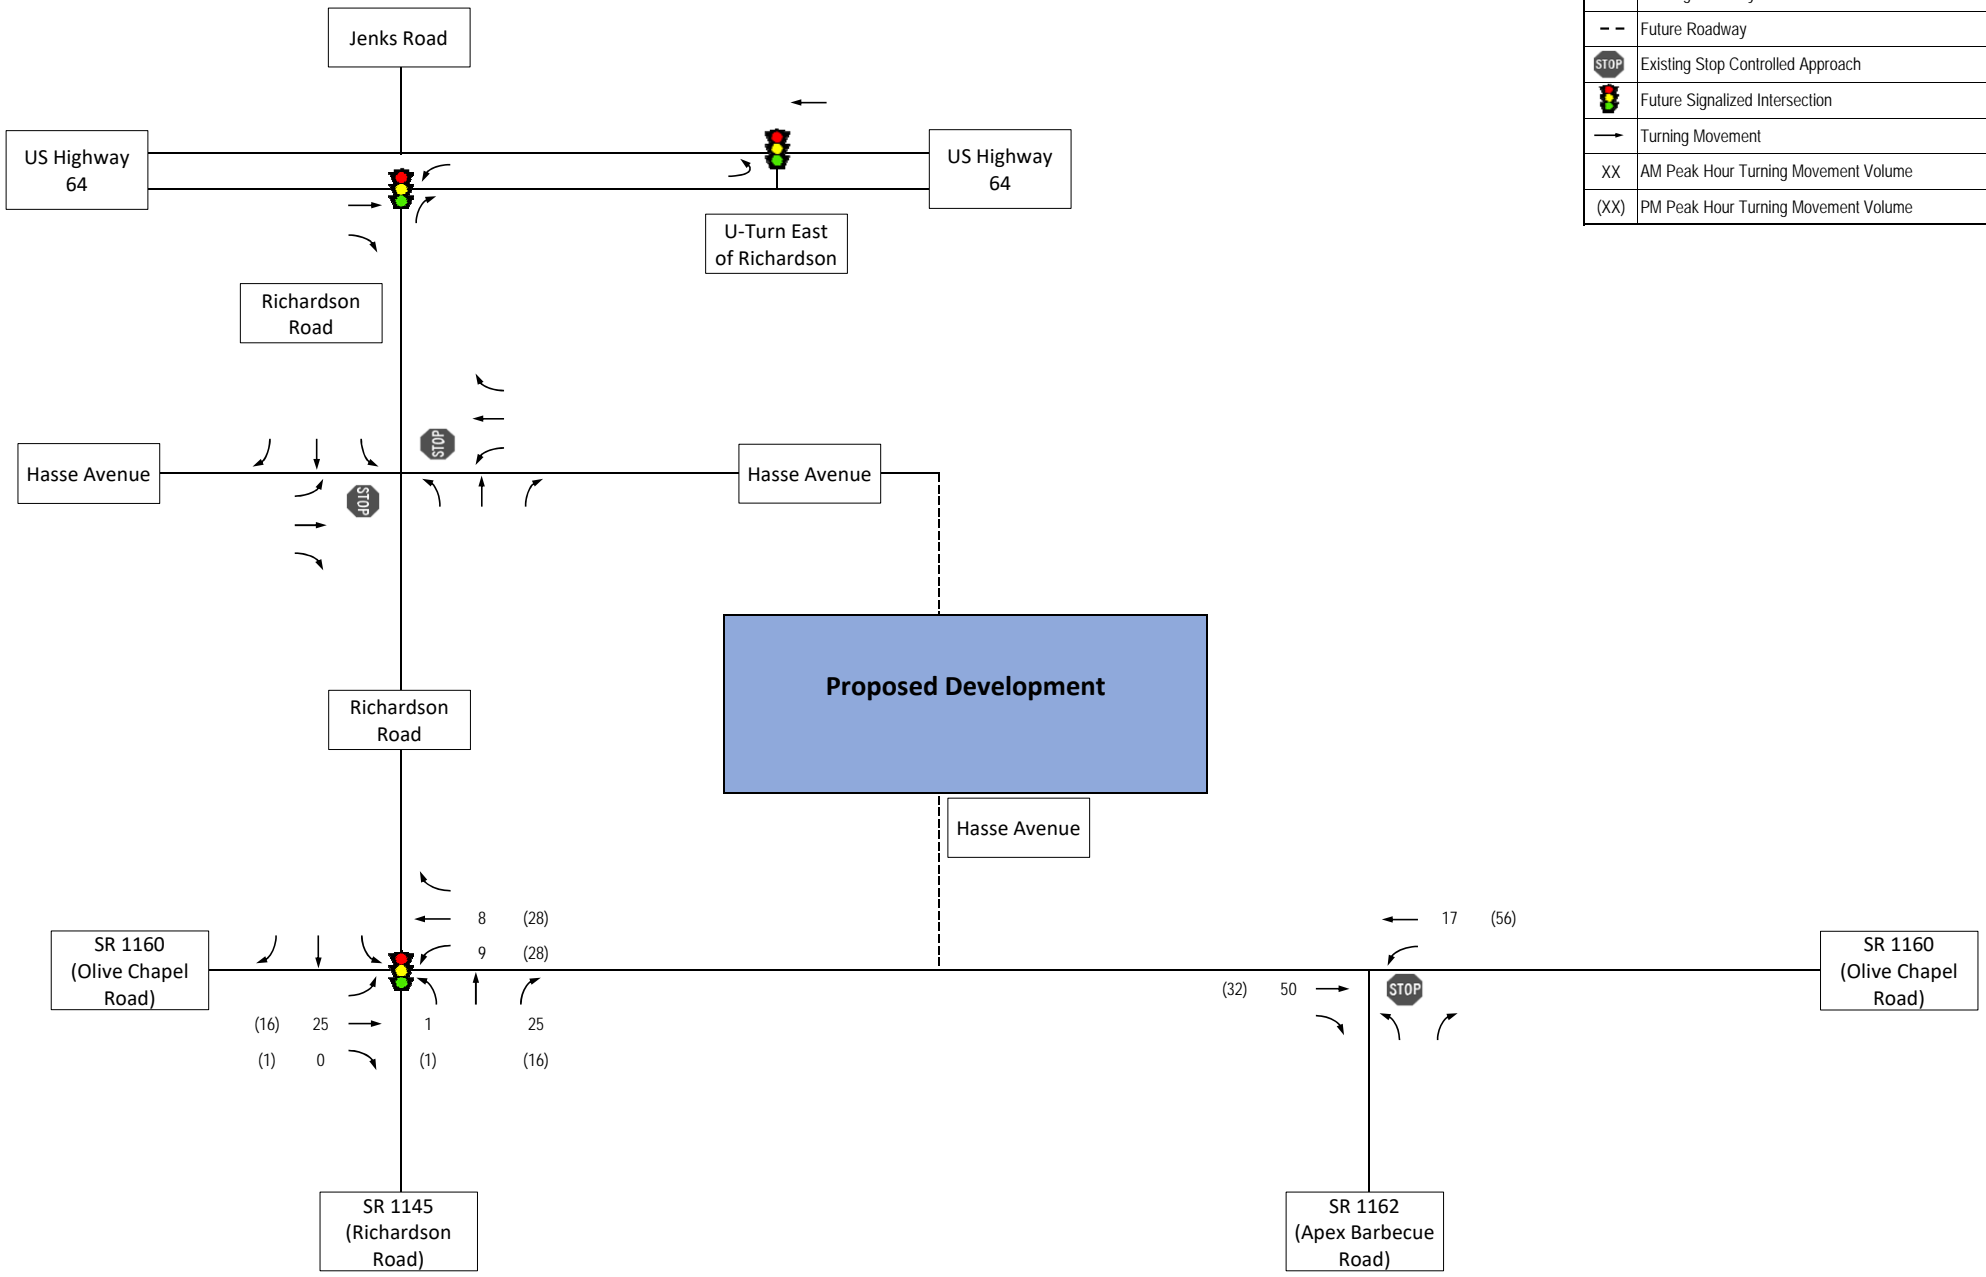 Jenks Road
Future Roadway
STOP
Existing Stop Controlled Approach
Future Signalized Intersection
Turning Movement
XX
AM Peak Hour Turning Movement Volume
(XX)
PM Peak Hour Turning Movement Volume
US Highway
64
US Highway
64
U-Turn East
of Richardson
Richardson
Road
STOP
Hasse Avenue
Hasse Avenue
STOP
Proposed Development
Richardson
Road
Hasse Avenue
8 (28)
9 (28)
17 (56)
SR 1160
(Olive Chapel
Road)
SR 1160
(Olive Chapel
Road)
(32) 50
STOP
(16) 25
1
25
(1) 0
(1)
(16)
SR 1145
(Richardson
Road)
SR 1162
(Apex Barbecue
Road)